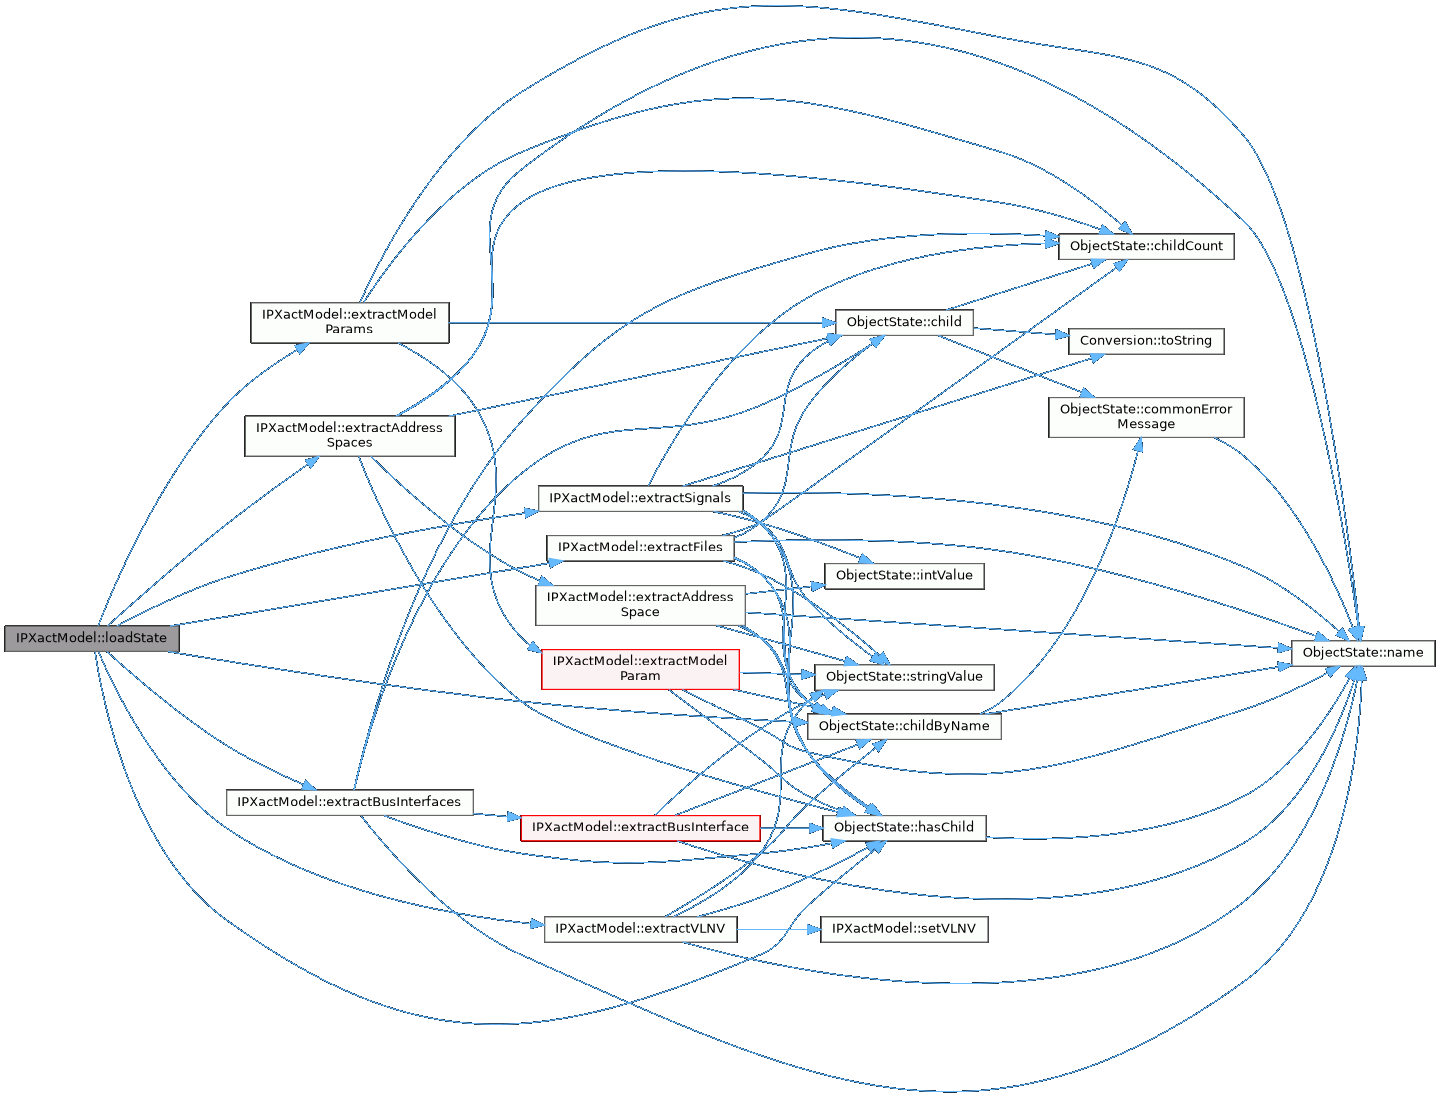 ObjectState::childCount
IPXactModel::extractModel
Params
ObjectState::child
Conversion::toString
ObjectState::commonError
Message
IPXactModel::extractAddress
Spaces
IPXactModel::extractSignals
IPXactModel::extractFiles
ObjectState::intValue
IPXactModel::extractAddress
Space
IPXactModel::loadState
ObjectState::name
IPXactModel::extractModel
Param
ObjectState::stringValue
ObjectState::childByName
IPXactModel::extractBusInterfaces
IPXactModel::extractBusInterface
ObjectState::hasChild
IPXactModel::extractVLNV
IPXactModel::setVLNV